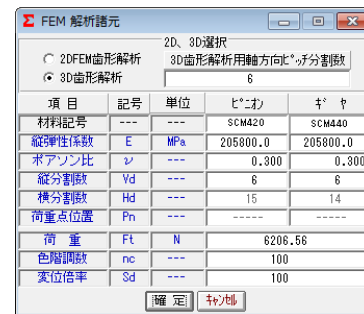 Σ FEM 解析諸元
2D、3D選択
2DFEM歯形解析
3D歯形解析
3D歯形解析用軸方向ﾋﾟｯﾁ分割数
6
項 目 記号 単位 ﾋﾟﾆｵﾝ ｷﾞ ﾔ
材料記号 --- --- SCM420 SCM440
縦弾性係数 E MPa 205800.0 205800.0
ポアソン比 ν --- 0.300 0.300
縦分割数 Vd --- 6 6
横分割数 Hd --- 15 14
荷重点位置 Pn --- ----- -----
荷 重 Ft N 6206.56
色階調数 nc --- 100
変位倍率 Sd --- 100
確 定 ｷｬﾝｾﾙ